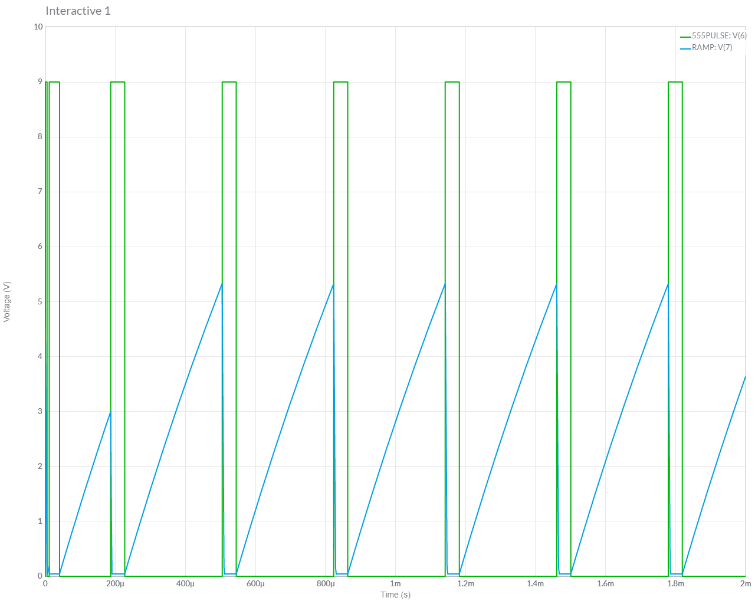 Interactive 1
555PULSE: V(6)
RAMP: V(7)
10
9
8
7
6
5
4
3
2
1
0
Voltage (V)
0 200µ 400µ 600µ 800µ 1m 1.2m 1.4m 1.6m 1.8m 2m
Time (s)